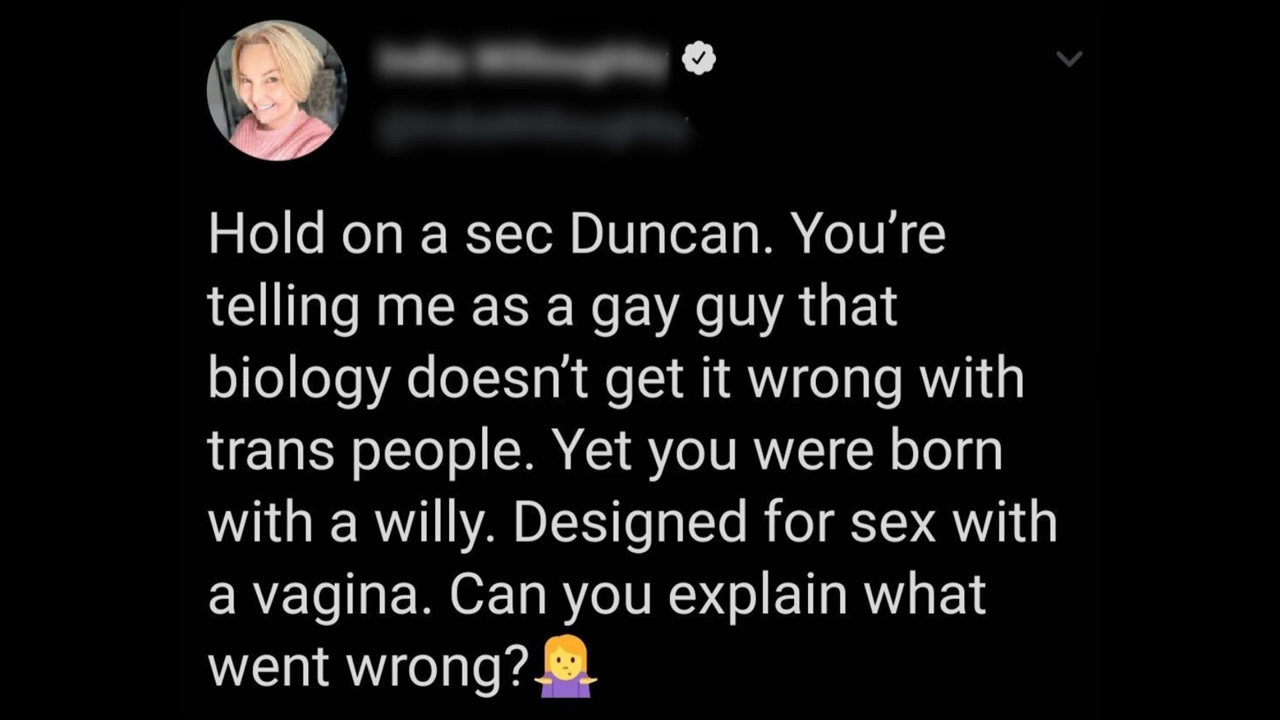 Hold on a sec Duncan. You’re
telling me as a gay guy that
biology doesn’t get it wrong with
trans people. Yet you were born
with a willy. Designed for sex with
a vagina. Can you explain what
went wrong?🤷‍♀️